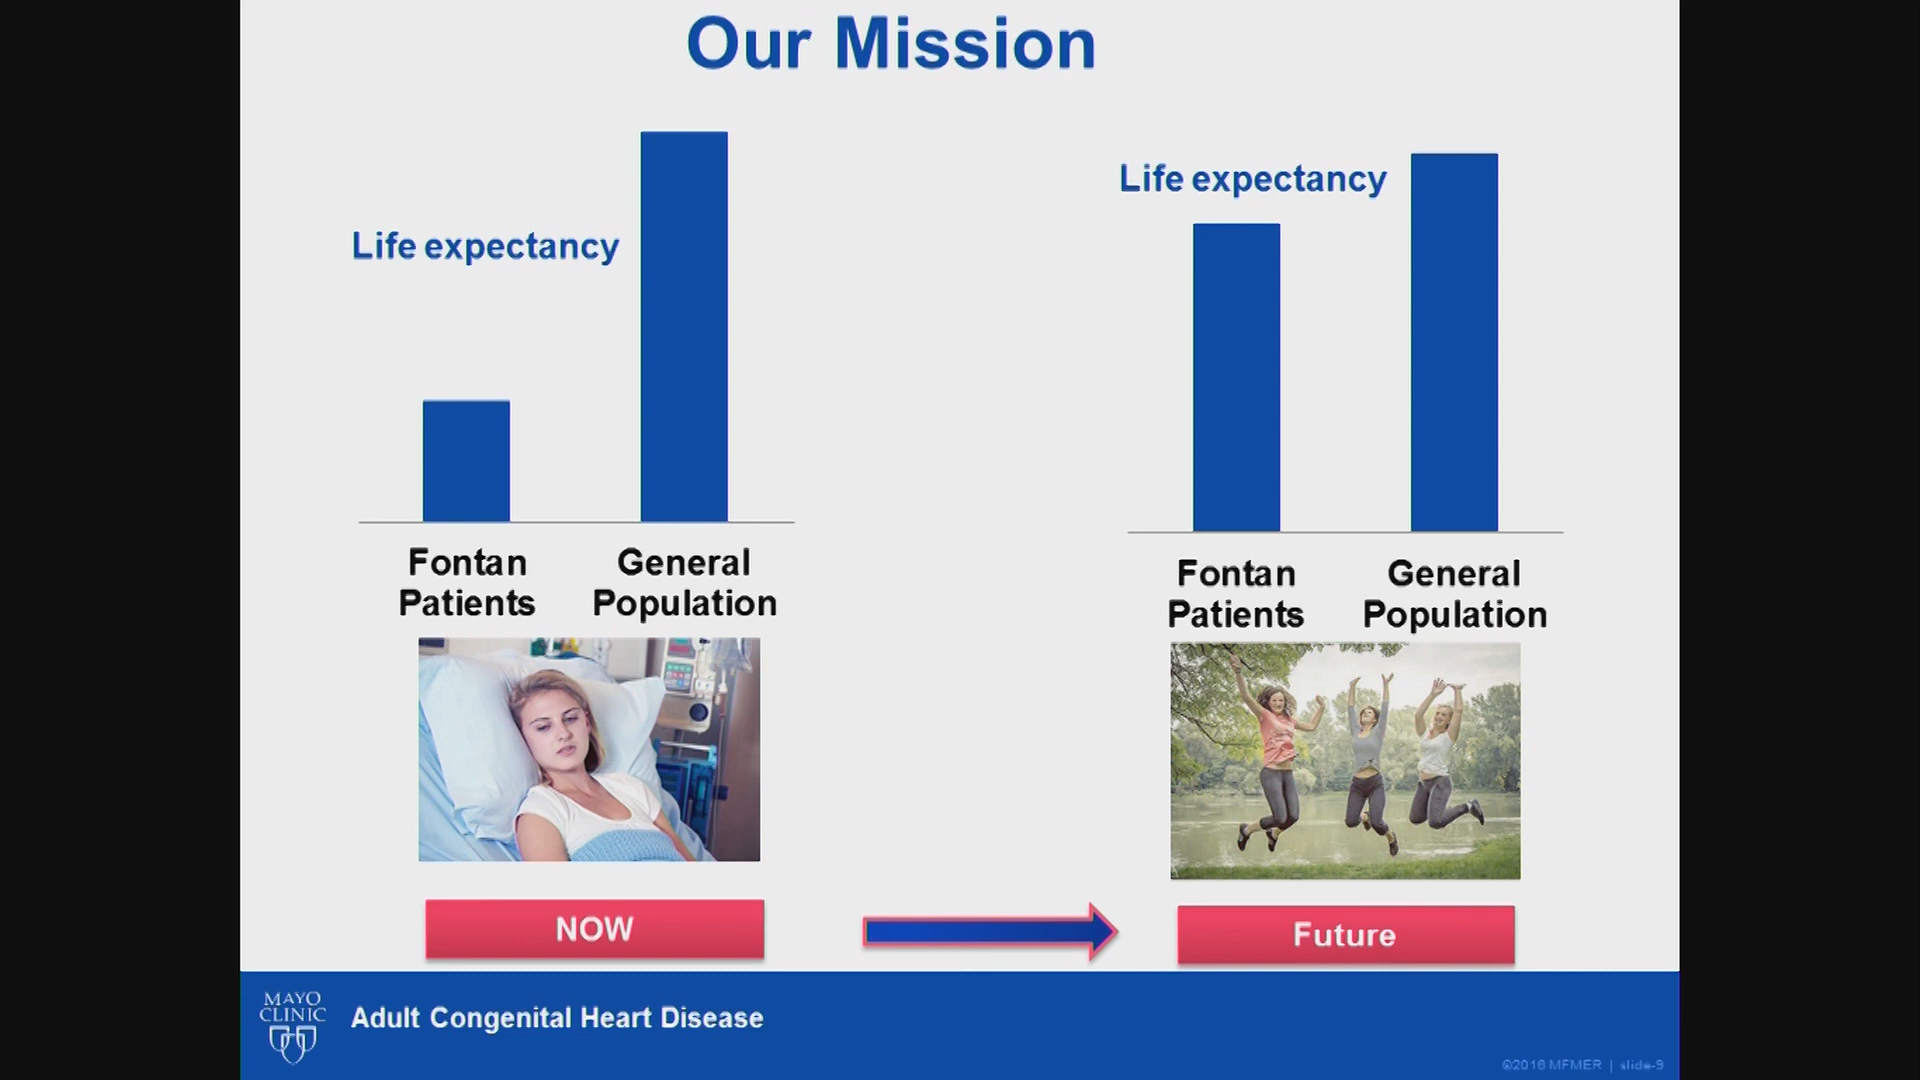 Our Mission
Life expectancy
Fontan
Patients
General
Population
NOW
Life expectancy
Fontan
Patients
General
Population
Future
MAYO
CLINIC
Adult Congenital Heart Disease
©2016 MFMER | slide-9